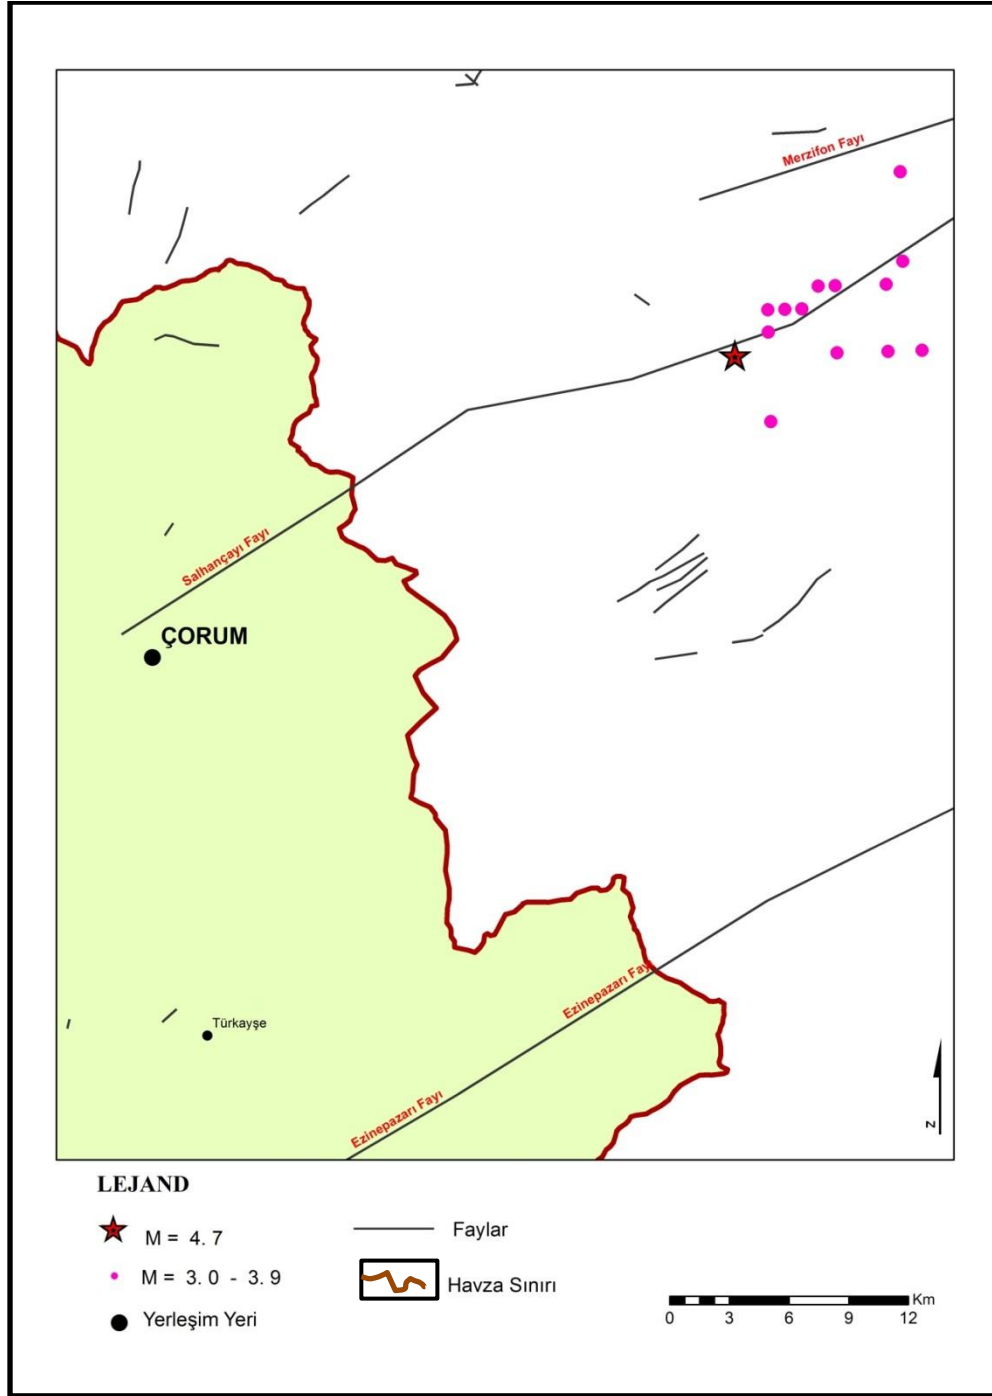 Merzifon Fayı
Salhançayı Fayı
ÇORUM
Ezinepazarı Fayı
Türkayşe
Ezinepazarı Fayı
N
LEJAND
M = 4.7
Faylar
M = 3.0 - 3.9
Havza Sınırı
Yerleşim Yeri
Km
0 3 6 9 12